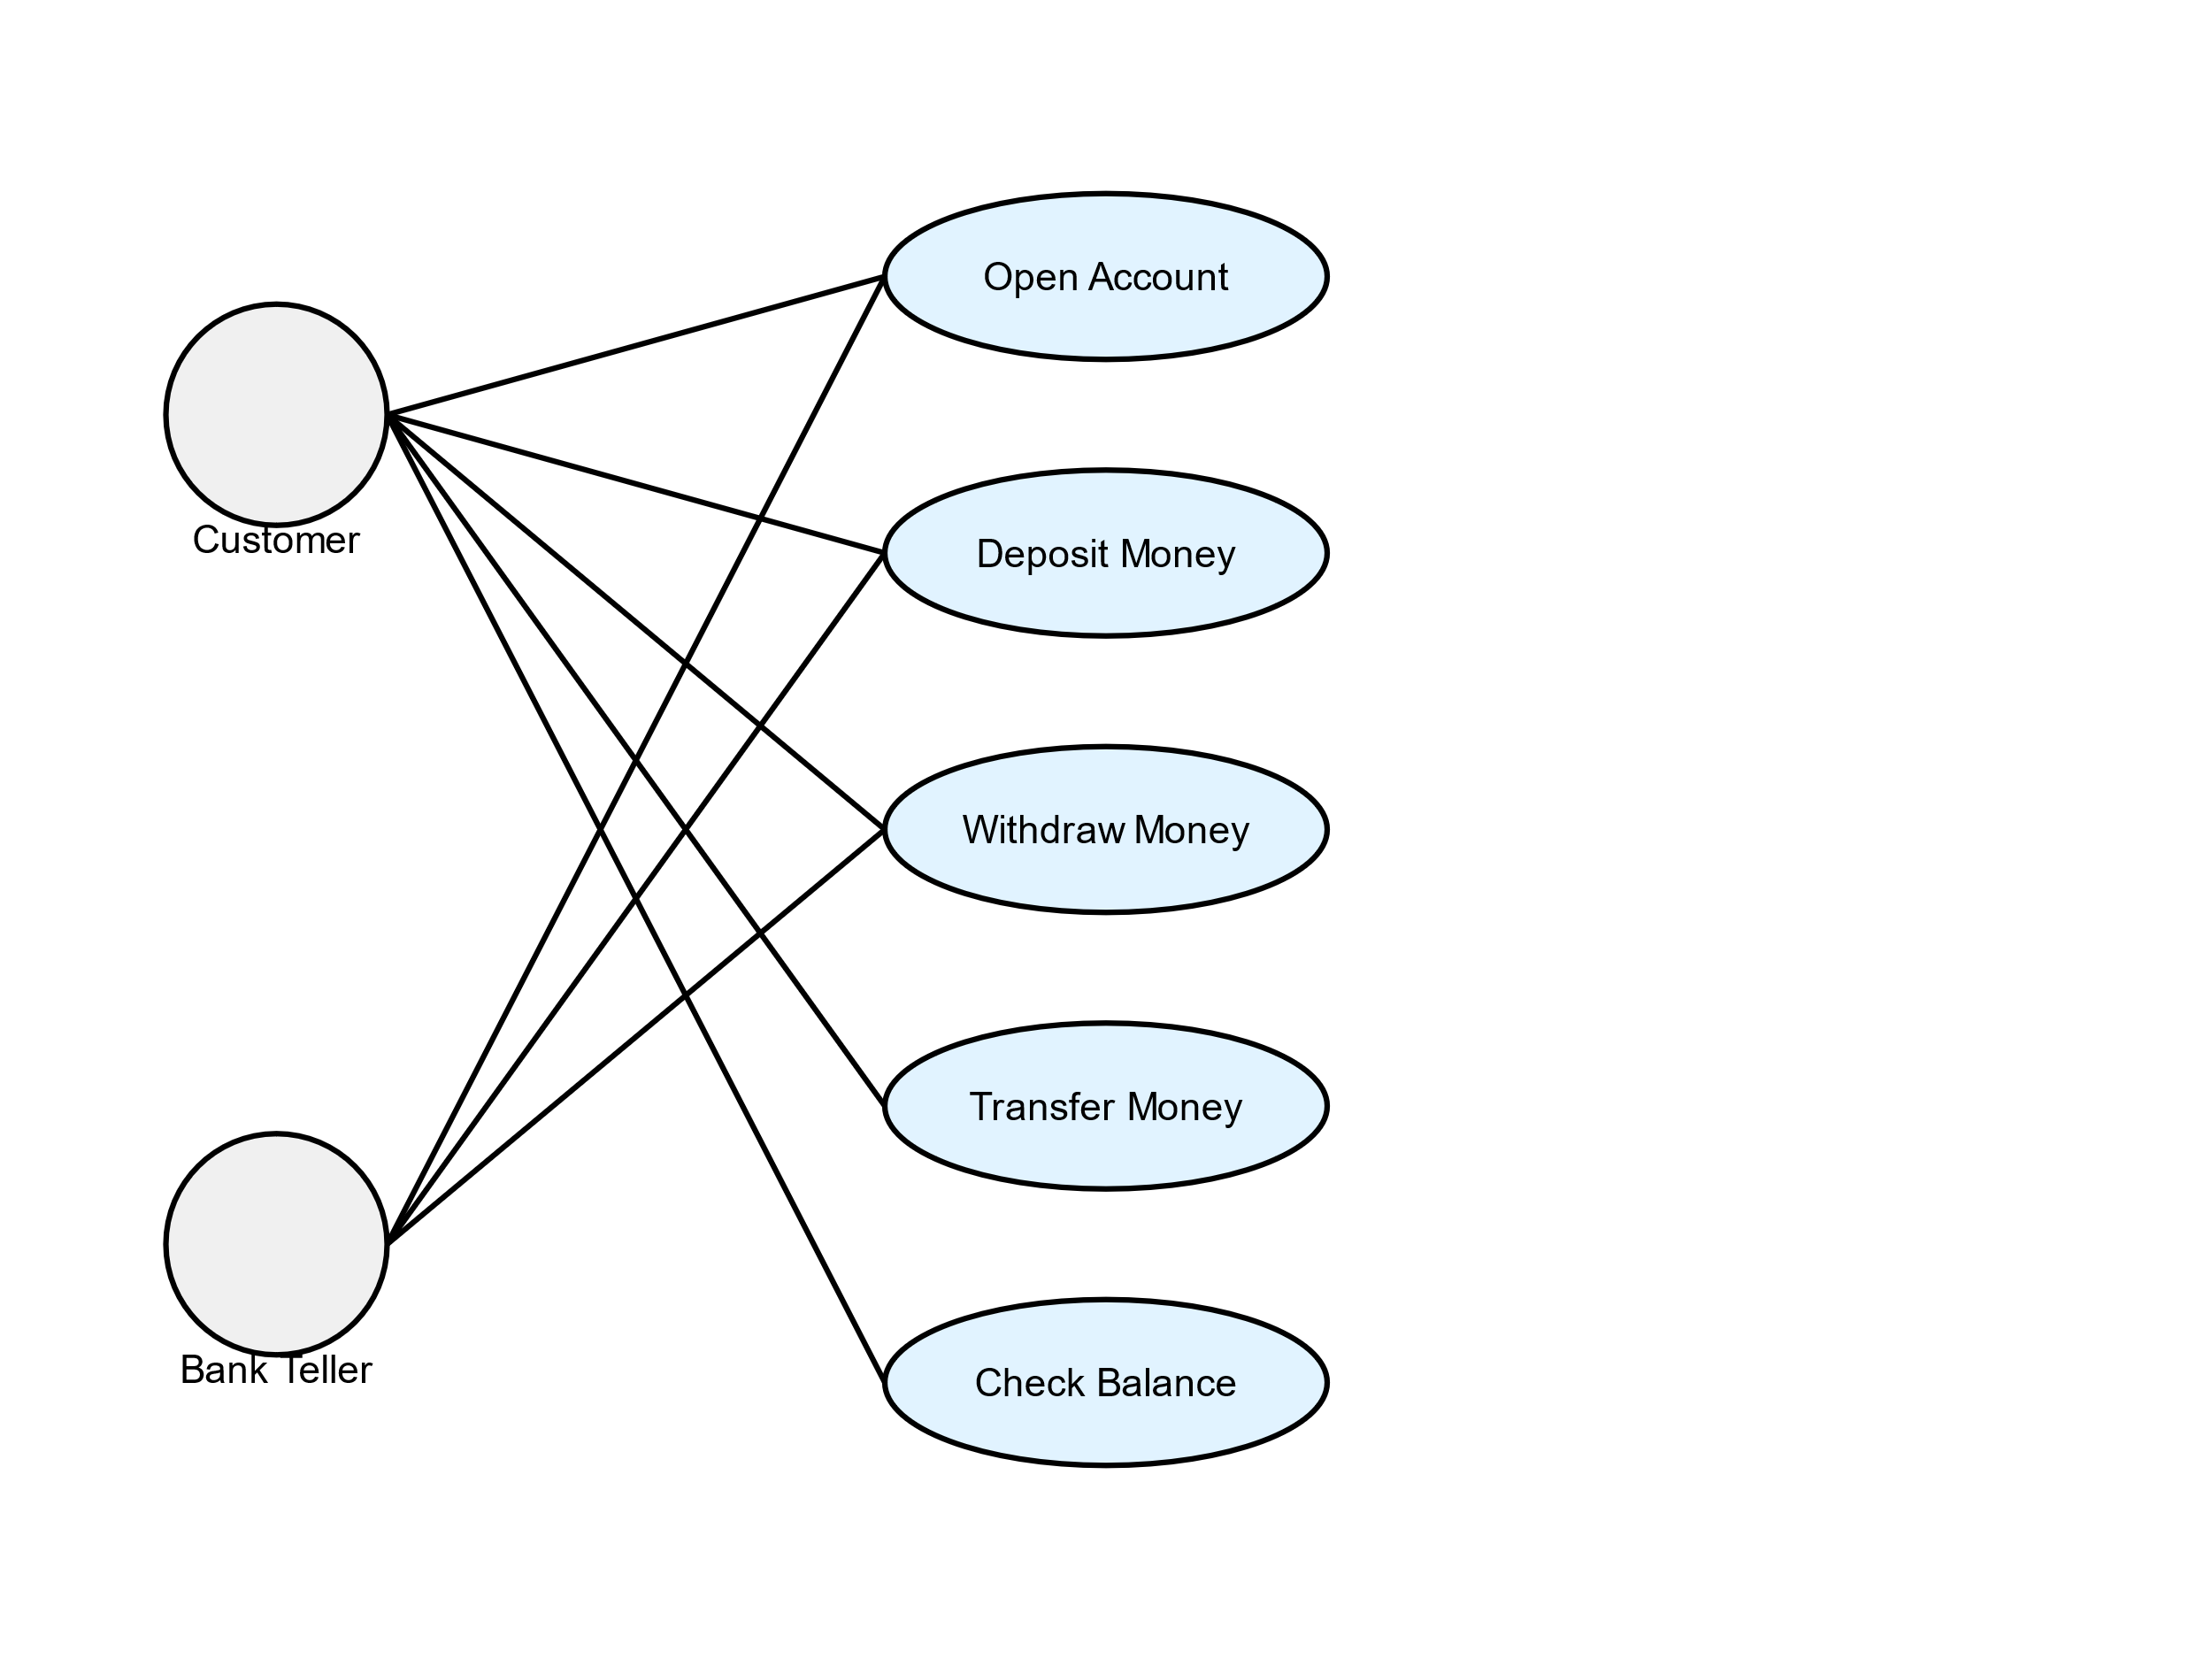 Open Account
Customer
Deposit Money
Withdraw Money
Transfer Money
Bank Teller
Check Balance